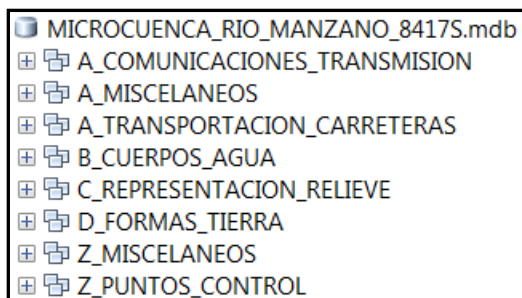 MICROCUENCA_RIO_MANZANO_8417S.mdb
A_COMUNICACIONES_TRANSMISION
A_MISCELANEOS
A_TRANSPORTACION_CARRETERAS
B_CUERPOS_AGUA
C_REPRESENTACION_RELIEVE
D_FORMAS_TIERRA
Z_MISCELANEOS
Z_PUNTOS_CONTROL